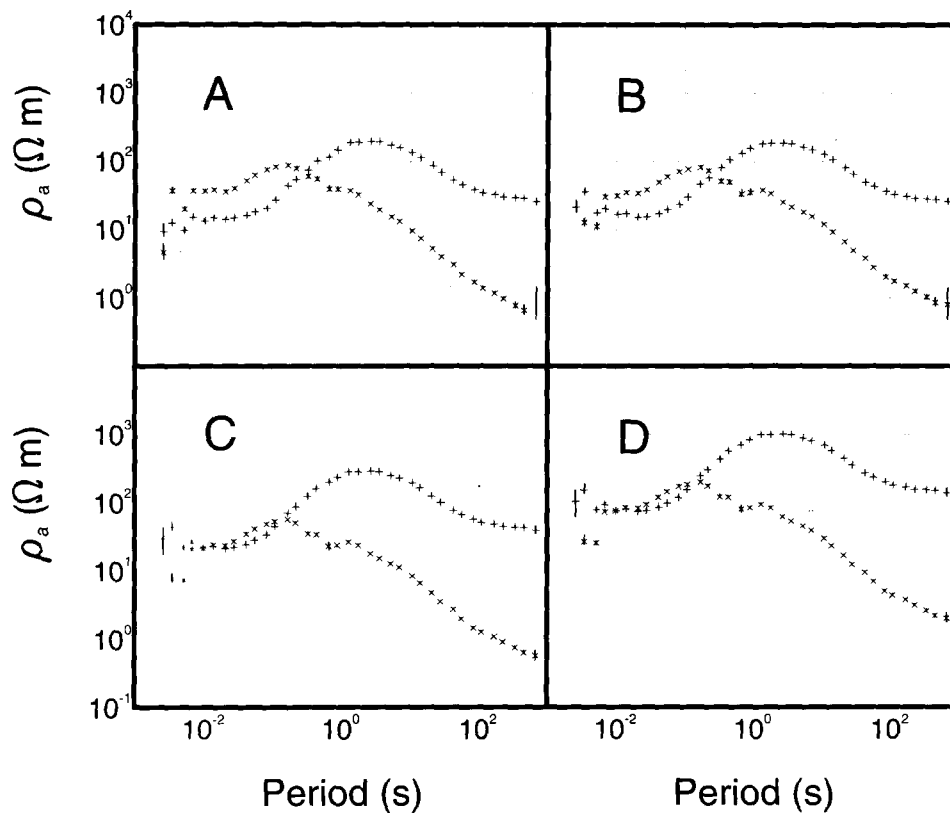 10⁴
10³
10²
10¹
10⁰
ρₐ (Ω m)
A
B
10³
10²
10¹
10⁰
10⁻¹
ρₐ (Ω m)
C
D
10⁻² 10⁰ 10²
10⁻² 10⁰ 10²
Period (s)
Period (s)